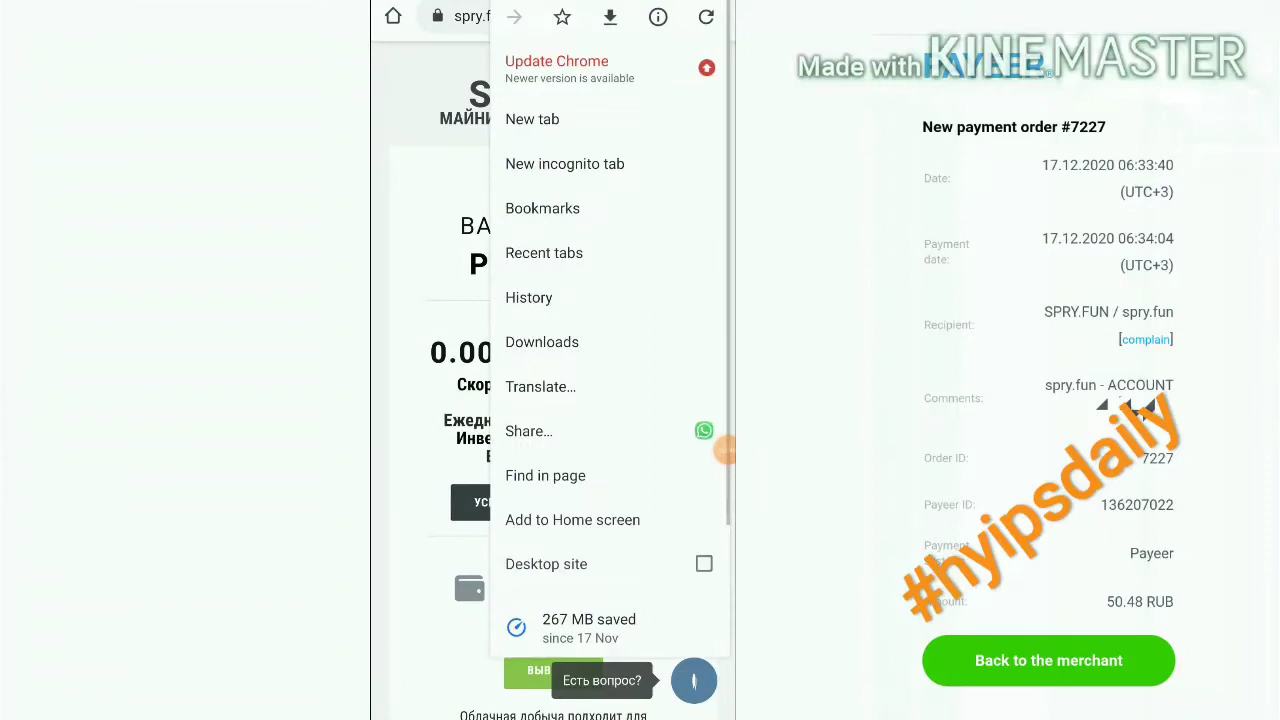 spry.f
S
МАЙНИ
ВА
Р
0.00
Скор
Ежедн
Инве
В
УС
ВЫВ
Есть вопрос?
Облачная добыча подходит для
Update Chrome
Newer version is available
New tab
New incognito tab
Bookmarks
Recent tabs
History
Downloads
Translate...
Share...
Find in page
Add to Home screen
Desktop site
267 MB saved
since 17 Nov
Made with KINEMASTER
PAYEER
New payment order #7227
Date:
17.12.2020 06:33:40
(UTC+3)
Payment
date:
17.12.2020 06:34:04
(UTC+3)
Recipient:
SPRY.FUN / spry.fun
[complain]
Comments:
spry.fun - ACCOUNT
Order ID:
7227
Payeer ID:
136207022
Payment
Payeer
50.48 RUB
#hyipsdaily
Back to the merchant